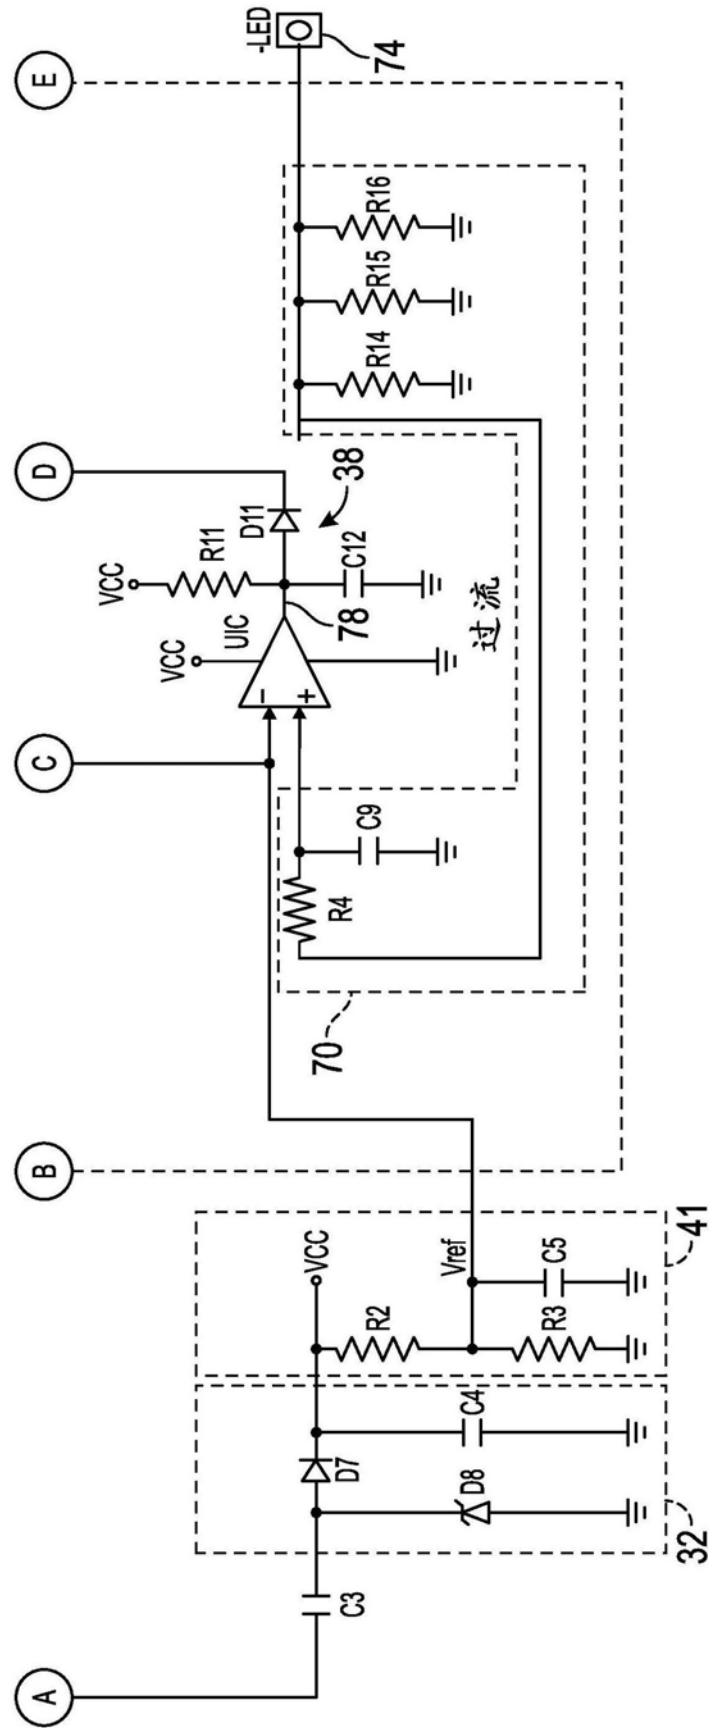 A
B
C
D
E
C3
D7
D8
C4
32
VCC
R2
Vref
R3
C5
41
70
R4
C9
VCC
UIC
-
+
78
VCC
R11
D11
C12
38
过流
R14
R15
R16
-LED
74